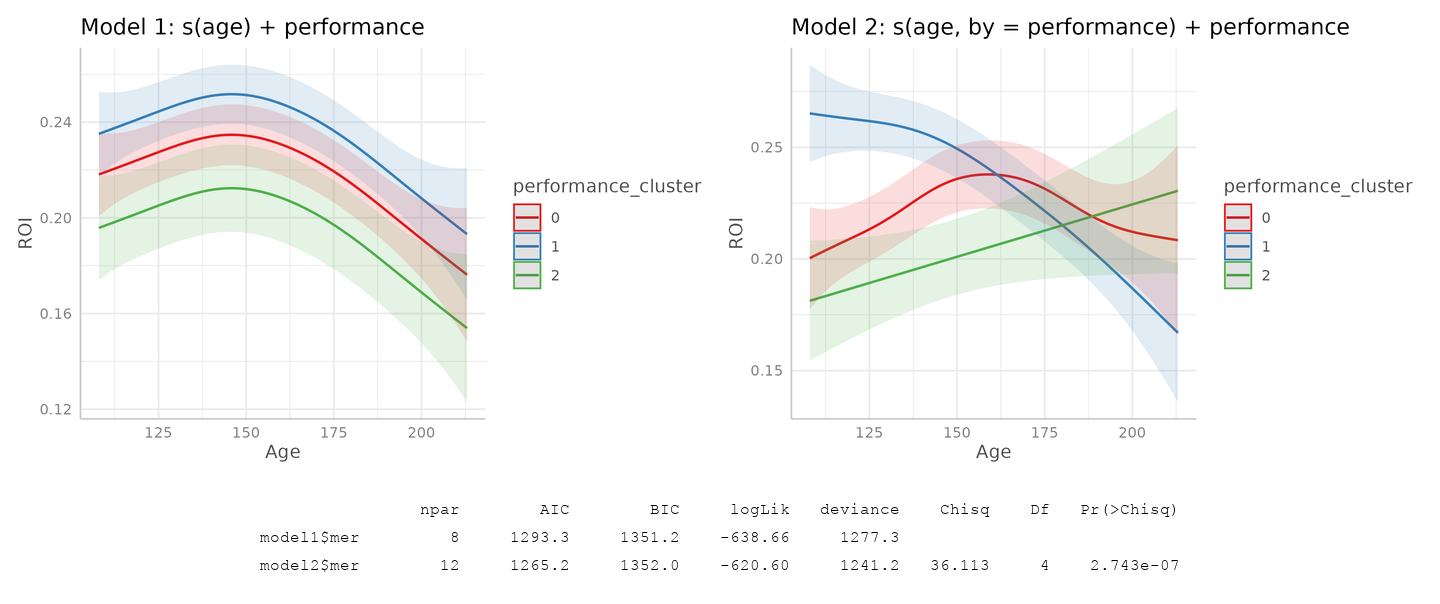 Model 1: s(age) + performance
0.24
0.20
0.16
0.12
ROI
125 150 175 200
Age
performance_cluster
0
1
2
Model 2: s(age, by = performance) + performance
0.25
0.20
0.15
ROI
125 150 175 200
Age
performance_cluster
0
1
2
npar AIC BIC logLik deviance Chisq Df Pr(>Chisq)
model1$mer 8 1293.3 1351.2 -638.66 1277.3
model2$mer 12 1265.2 1352.0 -620.60 1241.2 36.113 4 2.743e-07